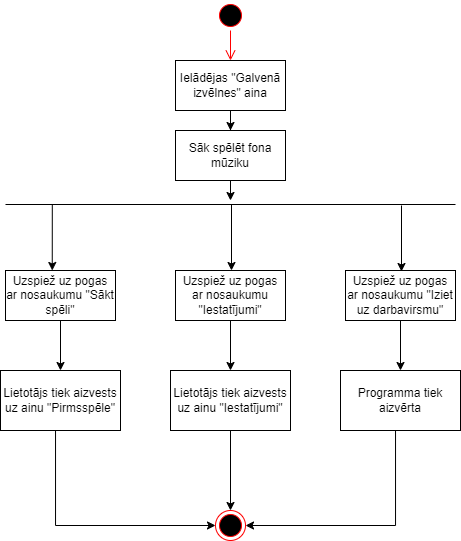 Ielādējas "Galvenā
izvēlnes" aina
Sāk spēlēt fona
mūziku
Uzspiež uz pogas
ar nosaukumu "Sākt
spēli"
Uzspiež uz pogas
ar nosaukumu
"Iestatījumi"
Uzspiež uz pogas
ar nosaukumu "Iziet
uz darbavirsmu"
Lietotājs tiek aizvests
uz ainu "Pirmsspēle"
Lietotājs tiek aizvests
uz ainu "Iestatījumi"
Programma tiek
aizvērta